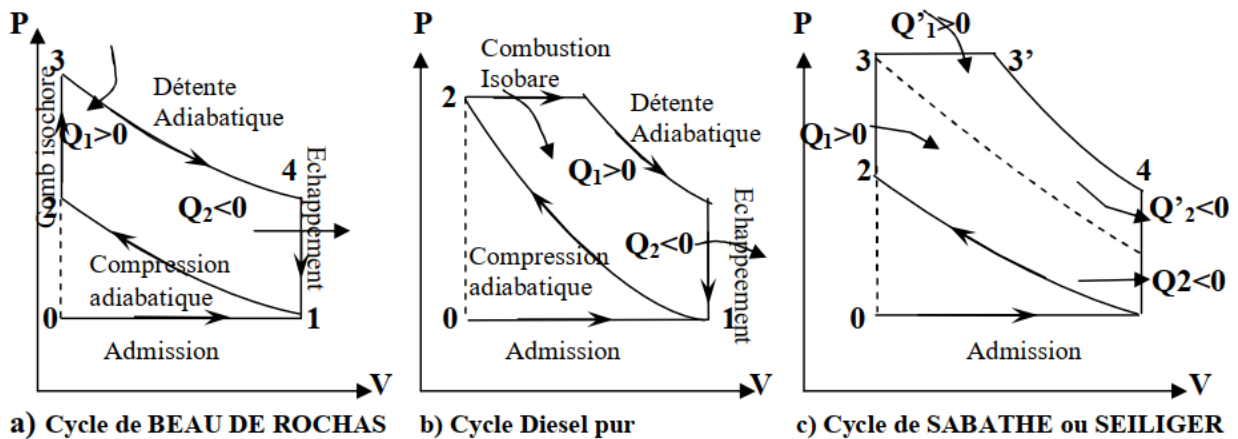 P
3
Détente
Adiabatique
Comb isochore
Q₁>0
4
2
Q₂<0
Echappement
Compression
adiabatique
0
1
Admission
V
a) Cycle de BEAU DE ROCHAS
P
Combustion
Isobare
2
Détente
Adiabatique
Q₁>0
Q₂<0
Echappement
Compression
adiabatique
0
1
Admission
V
b) Cycle Diesel pur
P
Q'₁>0
3
3'
Q₁>0
2
4
Q'₂<0
Q2<0
0
Admission
V
c) Cycle de SABATHE ou SEILIGER